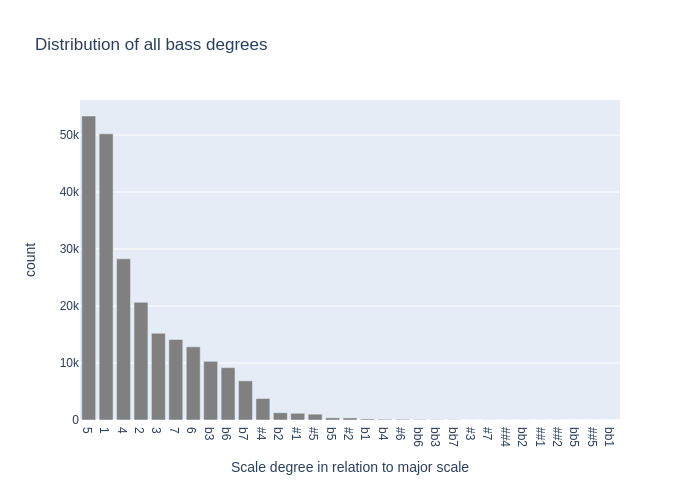 Distribution of all bass degrees
50k
40k
30k
20k
10k
0
count
5 1 4 2 3 7 6 b3 b6 b7 #4 b2 #1 #5 b5 #2 b1 b4 #6 bb6 bb3 bb7 #3 #7 ##4 bb2 ##1 ##2 bb5 ##5 bb1
Scale degree in relation to major scale